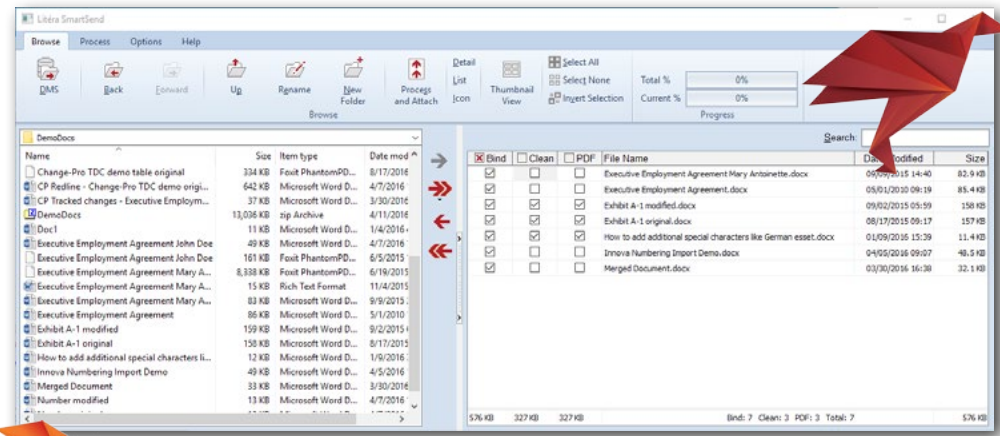 Litéra SmartSend
Browse Process Options Help
DMS Back Forward Up Rename New Folder Process and Attach Detail List Icon Thumbnail View Select All Select None Invert Selection Total % 0% Current % 0%
Browse Progress
DemoDocs
Search:
Name Size Item type Date mod
Change-Pro TDC demo table original 334 KB Foxit PhantomPD... 8/17/2016
CP Redline - Change-Pro TDC demo origi... 642 KB Microsoft Word D... 4/7/2016
CP Tracked changes - Executive Employm... 37 KB Microsoft Word D... 3/30/2016
DemoDocs 13,036 KB zip Archive 4/11/2016
Doc1 11 KB Microsoft Word D... 1/4/2016
Executive Employment Agreement John Doe 49 KB Microsoft Word D... 4/7/2016
Executive Employment Agreement John Doe 161 KB Foxit PhantomPD... 6/5/2015
Executive Employment Agreement Mary A... 8,338 KB Foxit PhantomPD... 6/19/2015
Executive Employment Agreement Mary A... 15 KB Rich Text Format 11/4/2015
Executive Employment Agreement Mary A... 83 KB Microsoft Word D... 9/9/2015
Executive Employment Agreement 86 KB Microsoft Word D... 5/1/2010
Exhibit A-1 modified 159 KB Microsoft Word D... 9/2/2015
Exhibit A-1 original 158 KB Microsoft Word D... 8/17/2015
How to add additional special characters li... 12 KB Microsoft Word D... 1/9/2016
Innova Numbering Import Demo 49 KB Microsoft Word D... 4/5/2016
Merged Document 33 KB Microsoft Word D... 3/30/2016
Number modified 13 KB Microsoft Word D... 4/7/2016
Bind Clean PDF File Name Date Modified Size
Executive Employment Agreement Mary Antoinette.docx 09/09/2015 14:40 82.9 KB
Executive Employment Agreement.docx 05/01/2010 09:19 85.4 KB
Exhibit A-1 modified.docx 09/02/2015 05:59 158 KB
Exhibit A-1 original.docx 08/17/2015 09:17 157 KB
How to add additional special characters like German esset.docx 01/09/2016 15:39 11.4 KB
Innova Numbering Import Demo.docx 04/05/2016 09:07 48.5 KB
Merged Document.docx 03/30/2016 16:38 32.1 KB
576 KB 327 KB 327 KB Bind: 7 Clean: 3 PDF: 3 Total: 7 576 KB